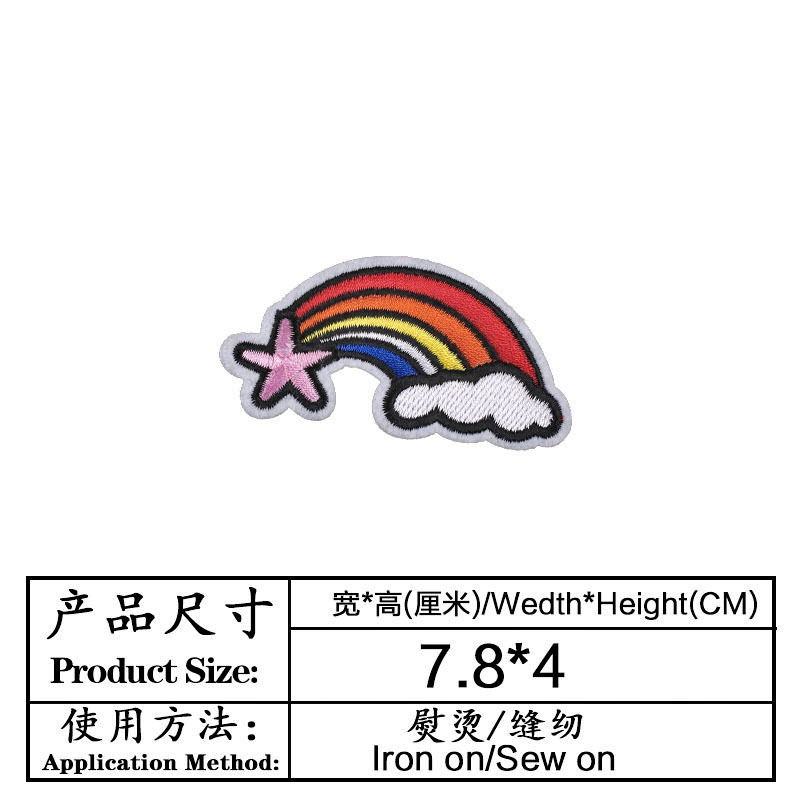 产品尺寸
Product Size:
宽*高(厘米)/Wedth*Height(CM)
7.8*4
使用方法：
Application Method:
熨烫/缝纫
Iron on/Sew on